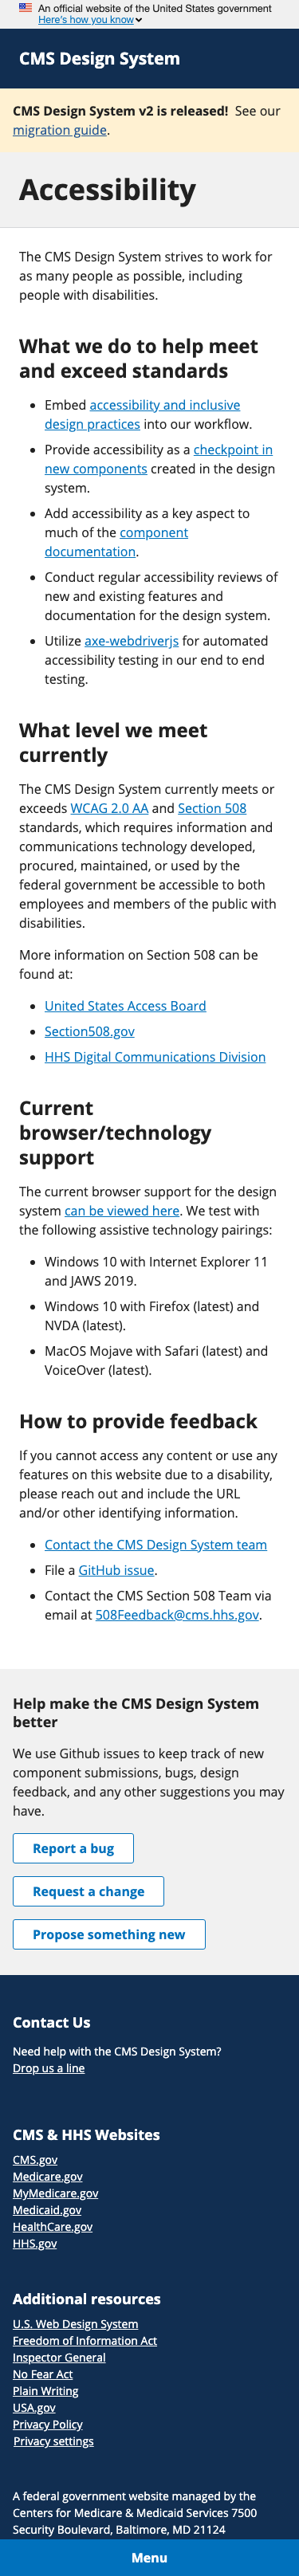 An official website of the United States government
Here's how you know
CMS Design System
CMS Design System v2 is released! See our
migration guide.
Accessibility
The CMS Design System strives to work for
as many people as possible, including
people with disabilities.
What we do to help meet
and exceed standards
• Embed accessibility and inclusive
design practices into our workflow.
• Provide accessibility as a checkpoint in
new components created in the design
system.
• Add accessibility as a key aspect to
much of the component
documentation.
• Conduct regular accessibility reviews of
new and existing features and
documentation for the design system.
• Utilize axe-webdriverjs for automated
accessibility testing in our end to end
testing.
What level we meet
currently
The CMS Design System currently meets or
exceeds WCAG 2.0 AA and Section 508
standards, which requires information and
communications technology developed,
procured, maintained, or used by the
federal government be accessible to both
employees and members of the public with
disabilities.
More information on Section 508 can be
found at:
• United States Access Board
• Section508.gov
• HHS Digital Communications Division
Current
browser/technology
support
The current browser support for the design
system can be viewed here. We test with
the following assistive technology pairings:
• Windows 10 with Internet Explorer 11
and JAWS 2019.
• Windows 10 with Firefox (latest) and
NVDA (latest).
• MacOS Mojave with Safari (latest) and
VoiceOver (latest).
How to provide feedback
If you cannot access any content or use any
features on this website due to a disability,
please reach out and include the URL
and/or other identifying information.
• Contact the CMS Design System team
• File a GitHub issue.
• Contact the CMS Section 508 Team via
email at 508Feedback@cms.hhs.gov.
Help make the CMS Design System
better
We use Github issues to keep track of new
component submissions, bugs, design
feedback, and any other suggestions you may
have.
Report a bug
Request a change
Propose something new
Contact Us
Need help with the CMS Design System?
Drop us a line
CMS & HHS Websites
CMS.gov
Medicare.gov
MyMedicare.gov
Medicaid.gov
HealthCare.gov
HHS.gov
Additional resources
U.S. Web Design System
Freedom of Information Act
Inspector General
No Fear Act
Plain Writing
USA.gov
Privacy Policy
Privacy settings
A federal government website managed by the
Centers for Medicare & Medicaid Services 7500
Security Boulevard, Baltimore, MD 21124
Menu